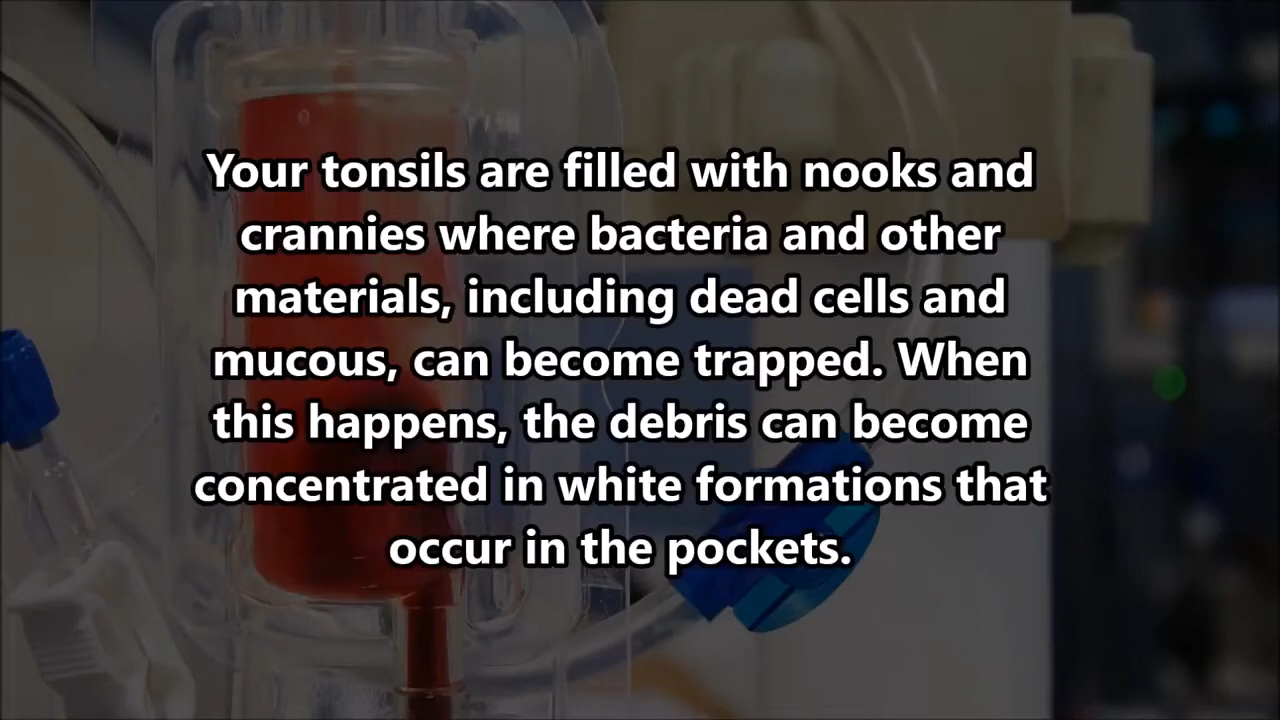 Your tonsils are filled with nooks and
crannies where bacteria and other
materials, including dead cells and
mucous, can become trapped. When
this happens, the debris can become
concentrated in white formations that
occur in the pockets.